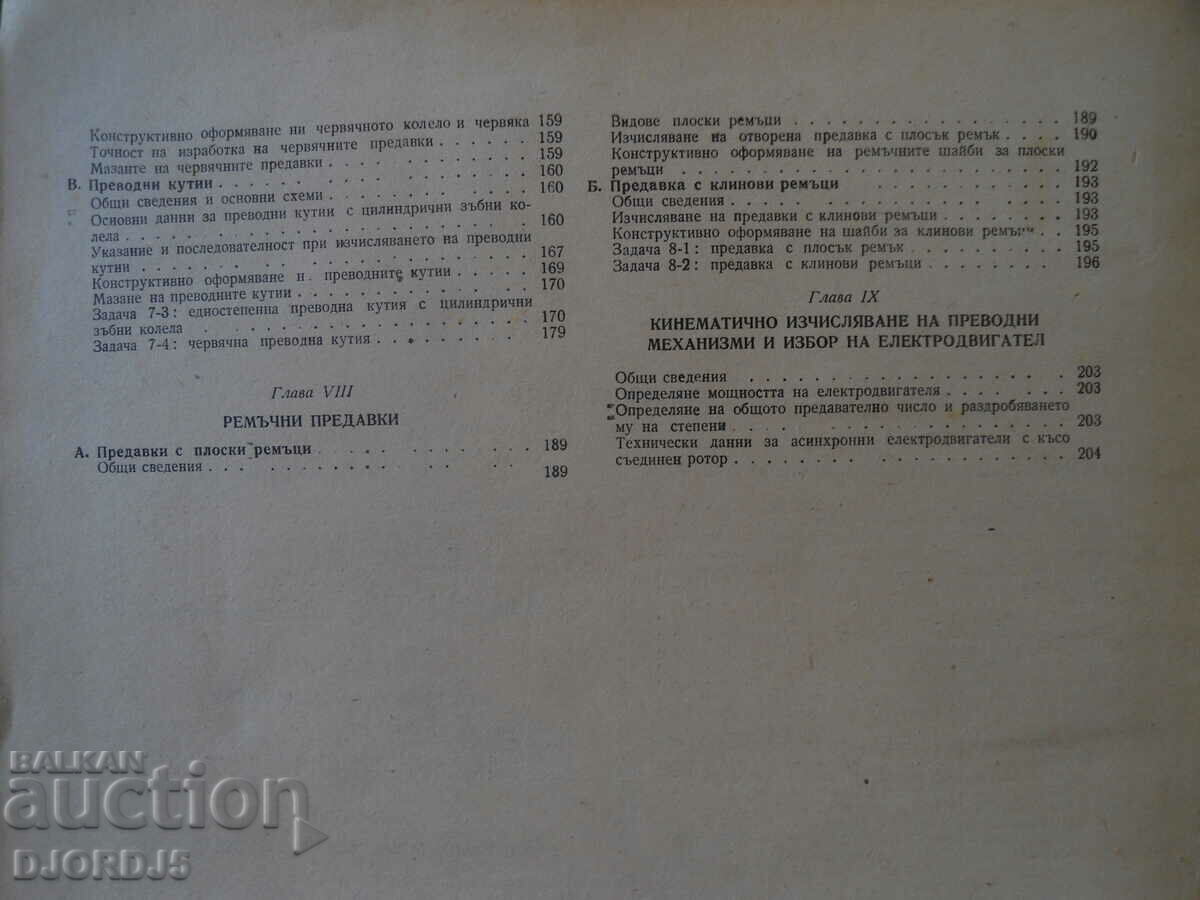 Конструктивно оформяване ни червячното колело и червяка 159
Точност на изработка на червячните предавки . . . . . . 159
Мазане на червячните предавки . . . . . . . . . . 159
В. Преводни кутии . . . . . . . . . . . . . . . 160
Общи сведения и основни схеми . . . . . . . . . . 160
Основни данни за преводни кутии с цилиндрични зъбни ко-
лела . . . . . . . . . . . . . . . . . . . . 160
Указание и последователност при изчисляването на преводни
кутии . . . . . . . . . . . . . . . . . . . . 167
Конструктивно оформяване н. преводните кутии . . . . . 169
Мазане на преводните кутии . . . . . . . . . . . . 170
Задача 7-3: едностепенна преводна кутия с цилиндрични
зъбни колела . . . . . . . . . . . . . . . . . 170
Задача 7-4: червячна преводна кутия . . . . . . . . 179
Глава VIII
РЕМЪЧНИ ПРЕДАВКИ
А. Предавки с плоски ремъци . . . . . . . . . . . 189
Общи сведения . . . . . . . . . . . . . . . . 189
Видове плоски ремъци . . . . . . . . . . . . . . 189
Изчисляване на отворена предавка с плосък ремък . . . . 190
Конструктивно оформяване на ремъчните шайби за плоски
ремъци . . . . . . . . . . . . . . . . . . . . 192
Б. Предавка с клинови ремъци . . . . . . . . . . . 193
Общи сведения . . . . . . . . . . . . . . . . . 193
Изчисляване на предавки с клинови ремъци . . . . . . . 193
Конструктивно оформяване на шайби за клинови ремъци . . 195
Задача 8-1: предавка с плосък ремък . . . . . . . . . 195
Задача 8-2: предавка с клинови ремъци . . . . . . . . 196
Глава IX
КИНЕМАТИЧНО ИЗЧИСЛЯВАНЕ НА ПРЕВОДНИ
МЕХАНИЗМИ И ИЗБОР НА ЕЛЕКТРОДВИГАТЕЛ
Общи сведения . . . . . . . . . . . . . . . . . 203
Определяне мощността на електродвигателя . . . . . . . 203
Определяне на общото предавателно число и раздробяването
му на степени . . . . . . . . . . . . . . . . . 203
Технически данни за асинхронни електродвигатели с късо
съединен ротор . . . . . . . . . . . . . . . . . 204
BALKAN
auction
DJORDJ5